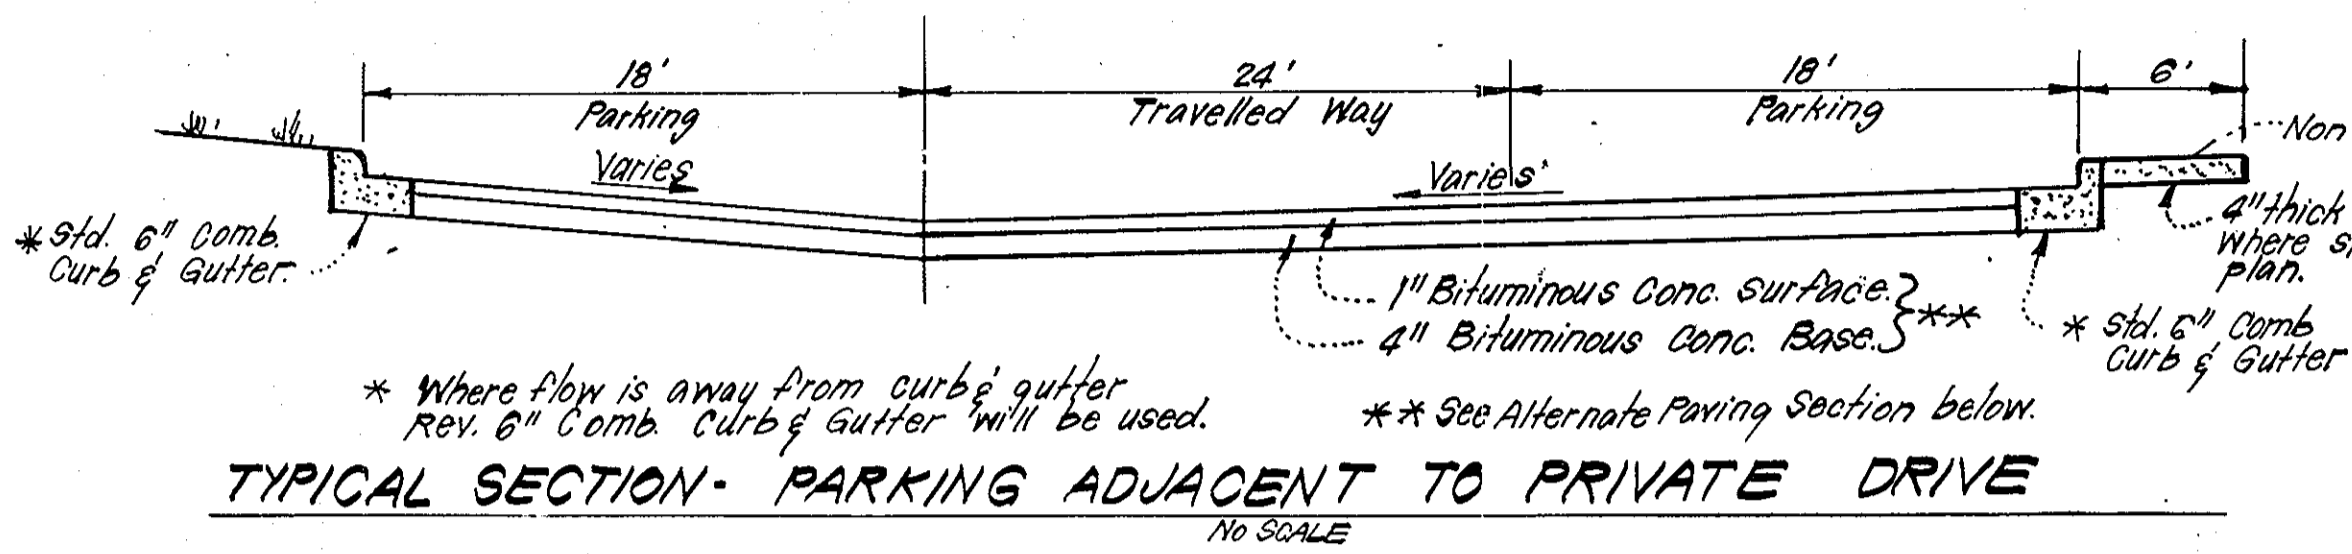 18'
Parking
24'
Travelled Way
18'
Parking
6'
Varies
Varies
Non
4" thick
Where
plan.
* Std. 6" Comb.
Curb & Gutter.
1" Bituminous Conc. Surface.
4" Bituminous Conc. Base.
**
* Std. 6" Comb
Curb & Gutter
* Where flow is away from curb & gutter
Rev. 6" Comb. Curb & Gutter will be used.
** See Alternate Paving Section below.
TYPICAL SECTION- PARKING ADJACENT TO PRIVATE DRIVE
NO SCALE